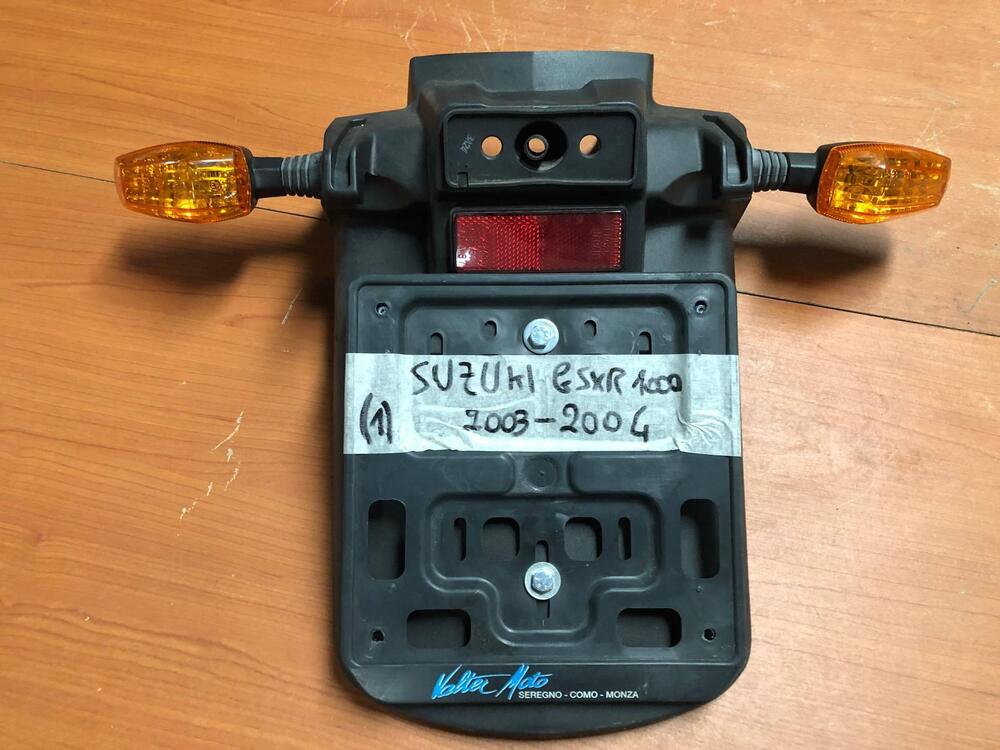 SUZUKI GSXR 1000
(1) 2003-2004
Valter Moto
SEREGNO - COMO - MONZA